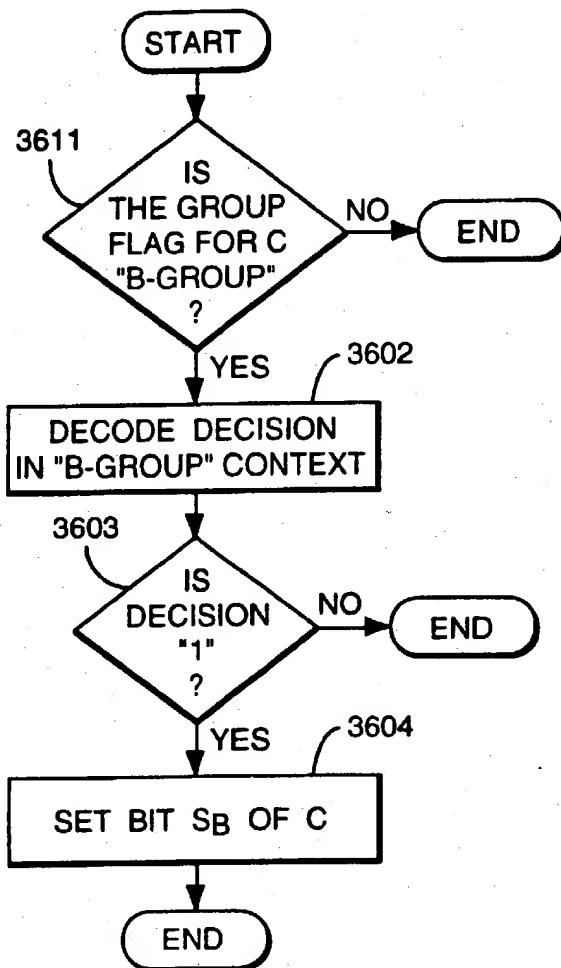 START
3611
IS
THE GROUP
FLAG FOR C
"B-GROUP"
?
NO
END
YES
3602
DECODE DECISION
IN "B-GROUP" CONTEXT
3603
IS
DECISION
"1"
?
NO
END
YES
3604
SET BIT SB OF C
END